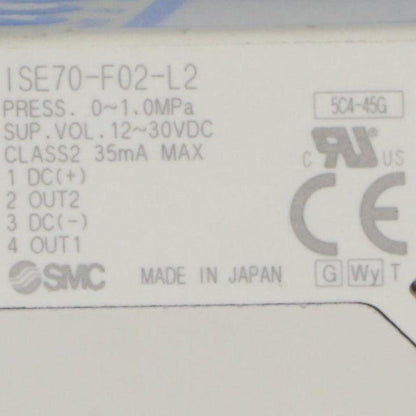 ISE70-F02-L2
PRESS. 0~1.0MPa
5C4-45G
SUP.VOL.12~30VDC
CLASS2 35mA MAX
C RU US
1 DC(+)
2 OUT2
3 DC(-)
4 OUT1
CE
SMC MADE IN JAPAN G Wy T